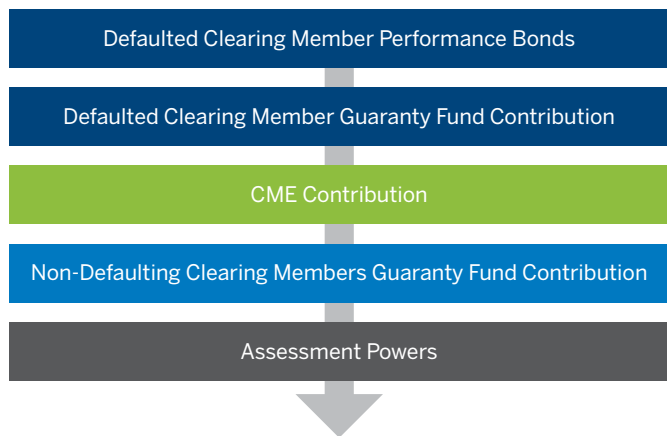 Defaulted Clearing Member Performance Bonds
Defaulted Clearing Member Guaranty Fund Contribution
CME Contribution
Non-Defaulting Clearing Members Guaranty Fund Contribution
Assessment Powers